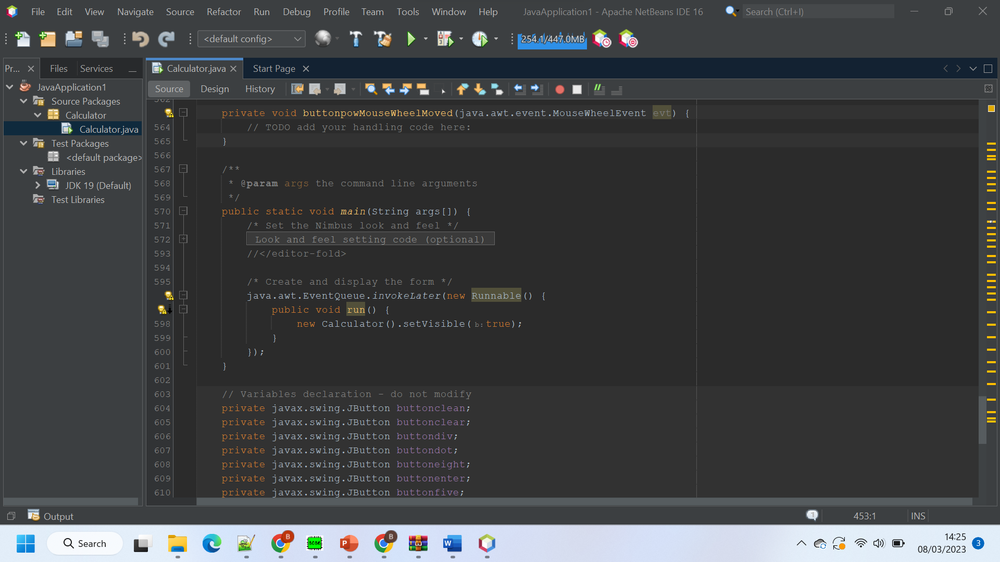 File Edit View Navigate Source Refactor Run Debug Profile Team Tools Window Help JavaApplication1 - Apache NetBeans IDE 16 Search (Ctrl+I)
<default config> 254.1/447.0MB
Pr... Files Services Calculator.java Start Page
Source Design History
JavaApplication1
Source Packages
Calculator
Calculator.java
Test Packages
<default package>
Libraries
JDK 19 (Default)
Test Libraries
private void buttonpowMouseWheelMoved(java.awt.event.MouseWheelEvent evt) {
564 // TODO add your handling code here:
565 }
566
567 /**
568 * @param args the command line arguments
569 */
570 public static void main(String args[]) {
571 /* Set the Nimbus look and feel */
572 Look and feel setting code (optional)
593 //</editor-fold>
594
595 /* Create and display the form */
java.awt.EventQueue.invokeLater(new Runnable() {
public void run() {
598 new Calculator().setVisible( b: true);
599 }
600 });
601 }
602
603 // Variables declaration - do not modify
604 private javax.swing.JButton buttonclean;
605 private javax.swing.JButton buttonclear;
606 private javax.swing.JButton buttondiv;
607 private javax.swing.JButton buttondot;
608 private javax.swing.JButton buttoneight;
609 private javax.swing.JButton buttonenter;
610 private javax.swing.JButton buttonfive;
Output 1 453:1 INS
Search B 8086 P B W 14:25
08/03/2023 3